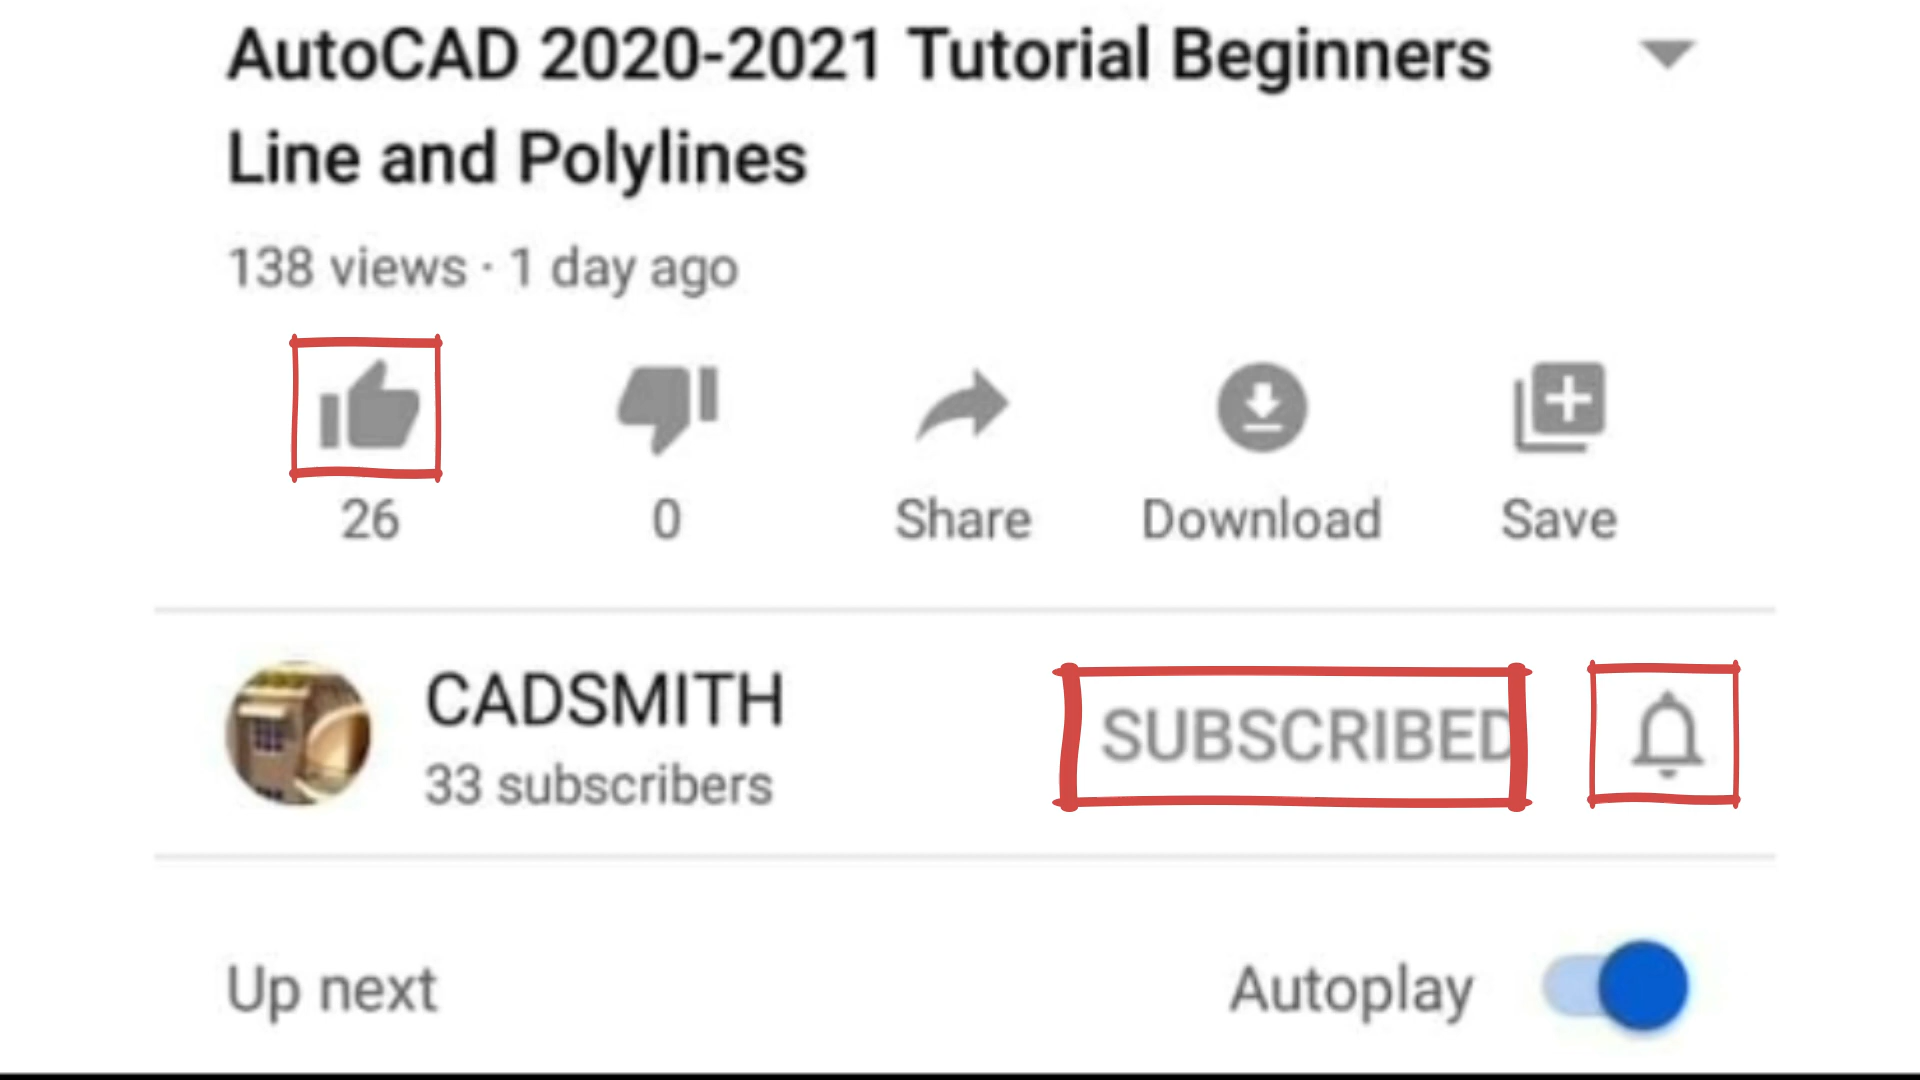 AutoCAD 2020-2021 Tutorial Beginners
Line and Polylines
138 views · 1 day ago
26
0
Share
Download
Save
CADSMITH
SUBSCRIBED
33 subscribers
Up next
Autoplay